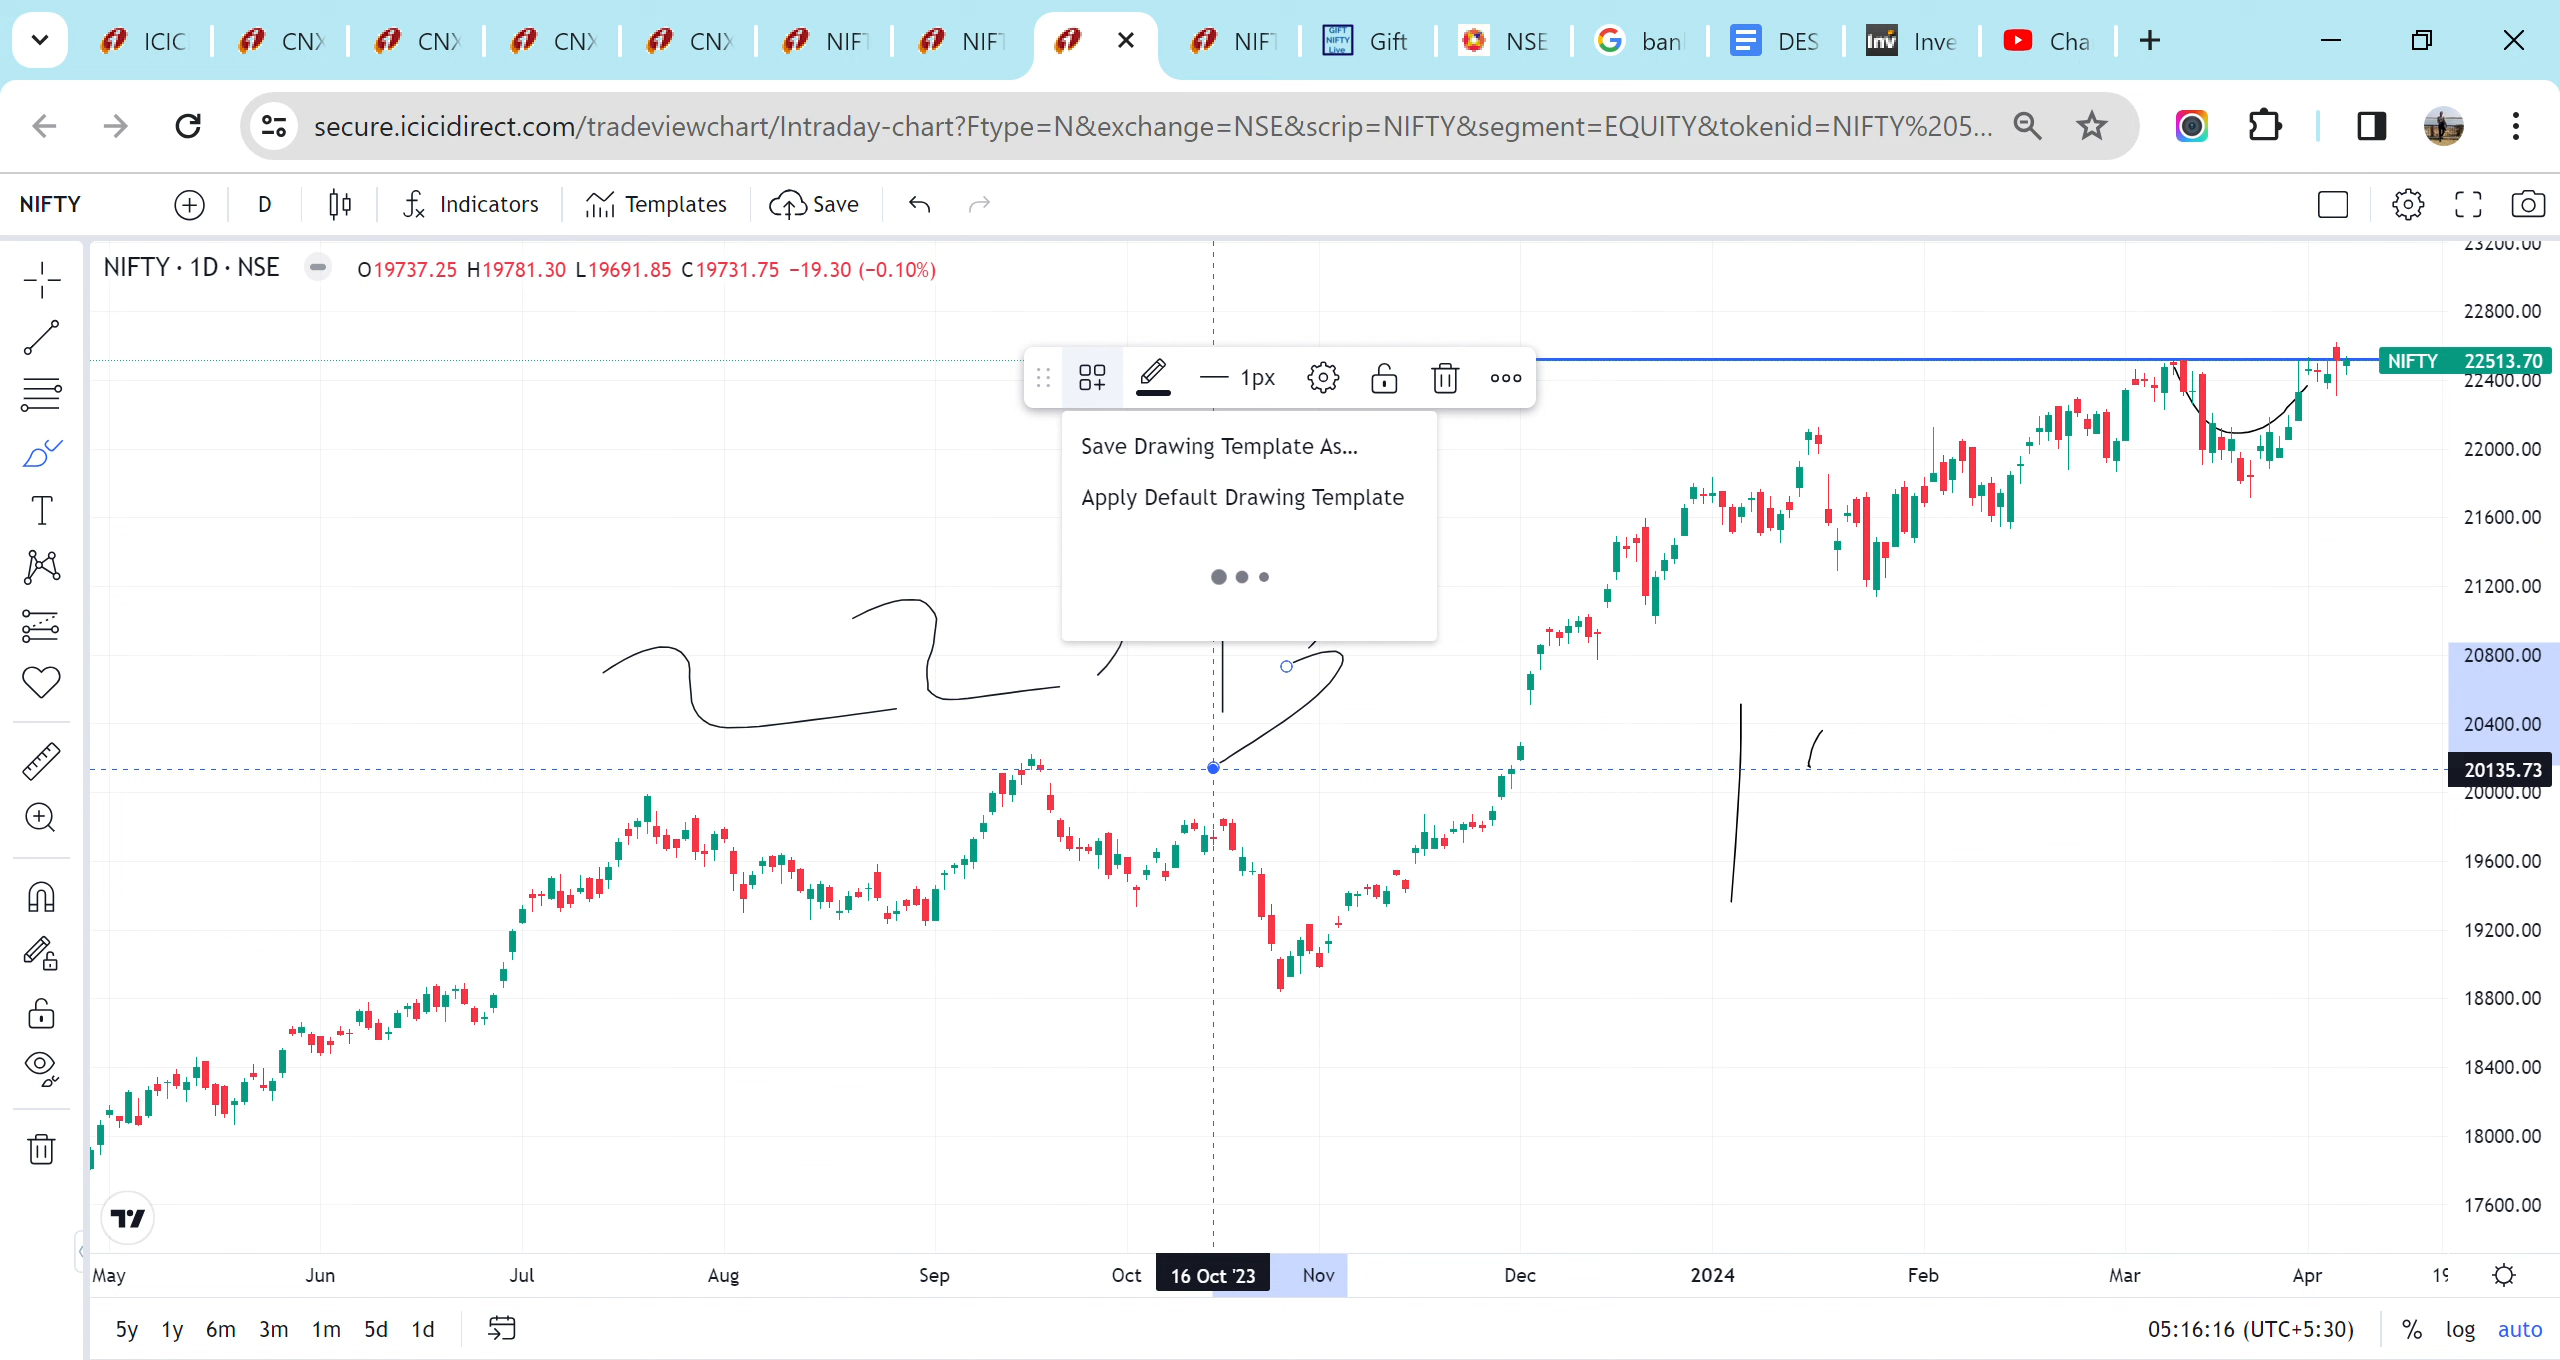 ICIC CNX CNX CNX CNX NIFT NIFT NIFT Gift NSE ban DES Inve Cha
secure.icicidirect.com/tradeviewchart/Intraday-chart?Ftype=N&exchange=NSE&scrip=NIFTY&segment=EQUITY&tokenid=NIFTY%205...
NIFTY D Indicators Templates Save
NIFTY · 1D · NSE O19737.25 H19781.30 L19691.85 C19731.75 −19.30 (−0.10%)
23200.00
22800.00
NIFTY 22513.70
1px
22400.00
Save Drawing Template As...
22000.00
Apply Default Drawing Template
21600.00
21200.00
20800.00
20400.00
20135.73
20000.00
19600.00
19200.00
18800.00
18400.00
18000.00
17600.00
May Jun Jul Aug Sep Oct 16 Oct '23 Nov Dec 2024 Feb Mar Apr 19
5y 1y 6m 3m 1m 5d 1d 05:16:16 (UTC+5:30) % log auto